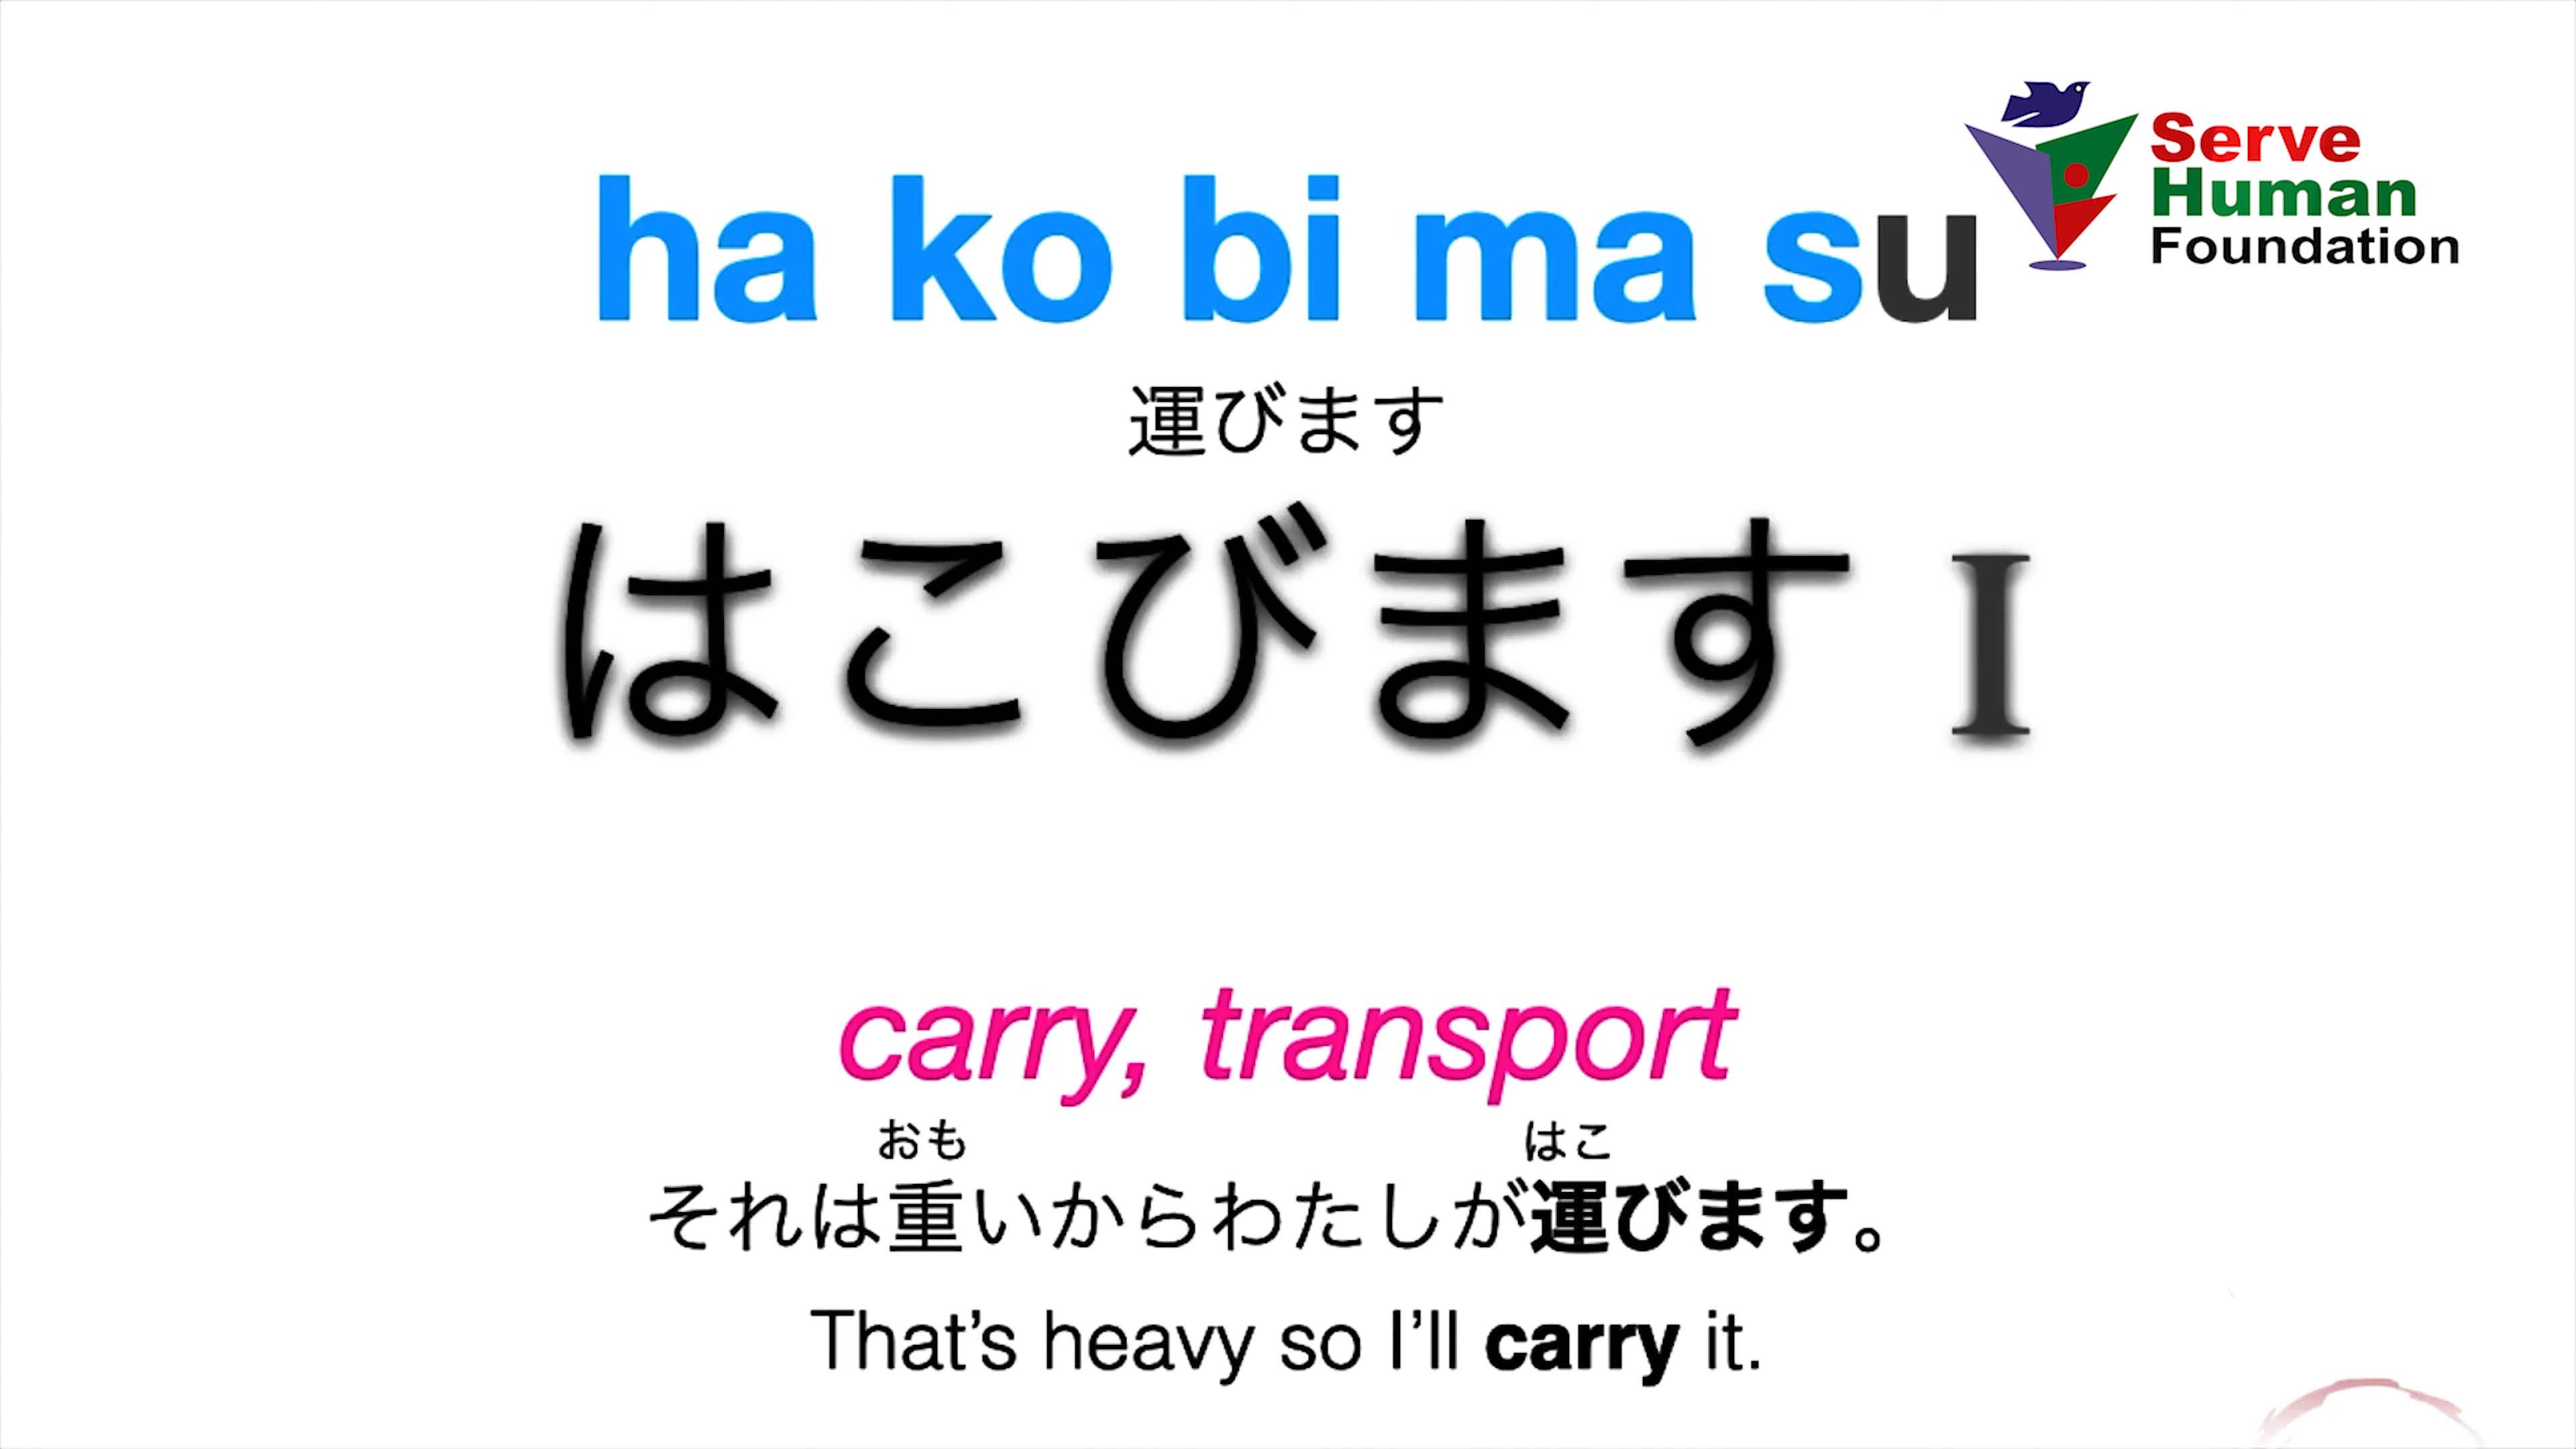 Serve
Human
Foundation
ha ko bi ma su
運びます
はこびます I
carry, transport
おも はこ
それは重いからわたしが運びます。
That's heavy so I'll carry it.